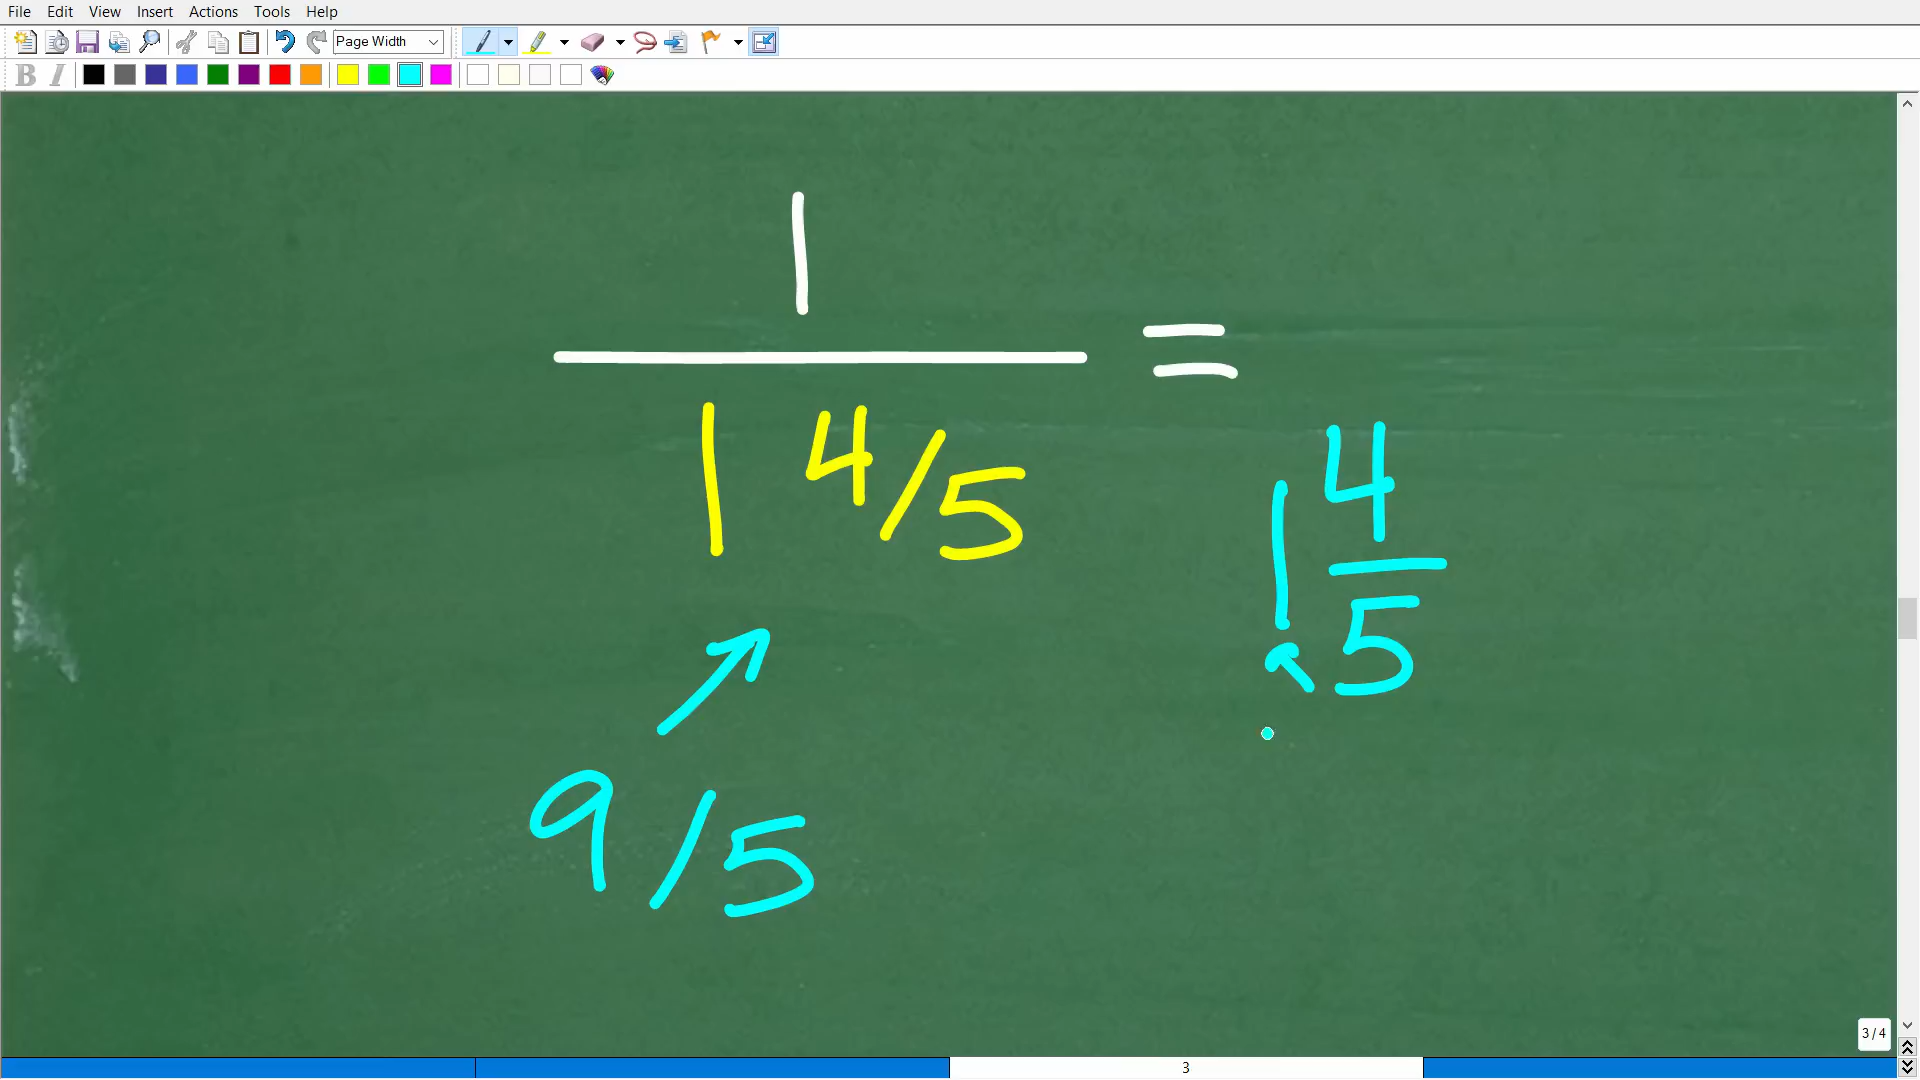 File Edit View Insert Actions Tools Help
Page Width
B I
1
=
1 4/5
1 4
5
9/5
3 / 4
3